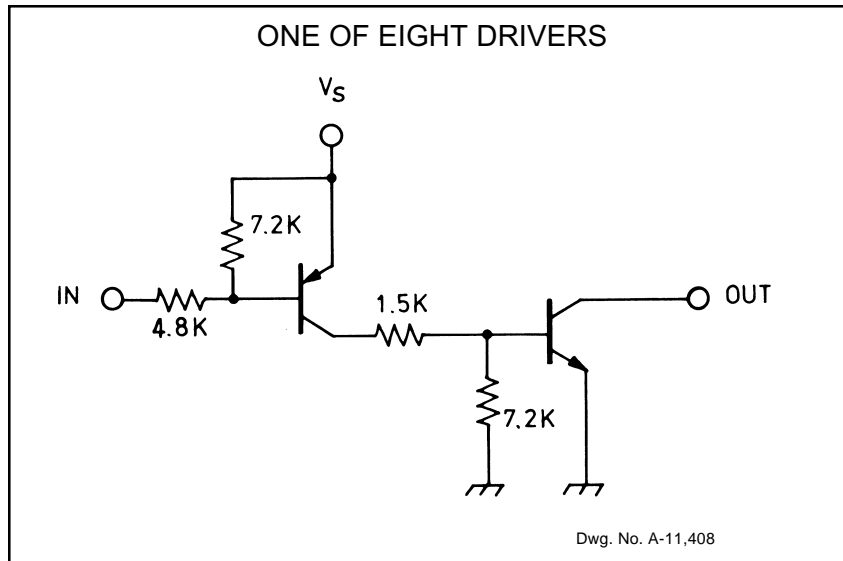 ONE OF EIGHT DRIVERS
VS
7.2K
IN
4.8K
1.5K
OUT
7.2K
Dwg. No. A-11,408